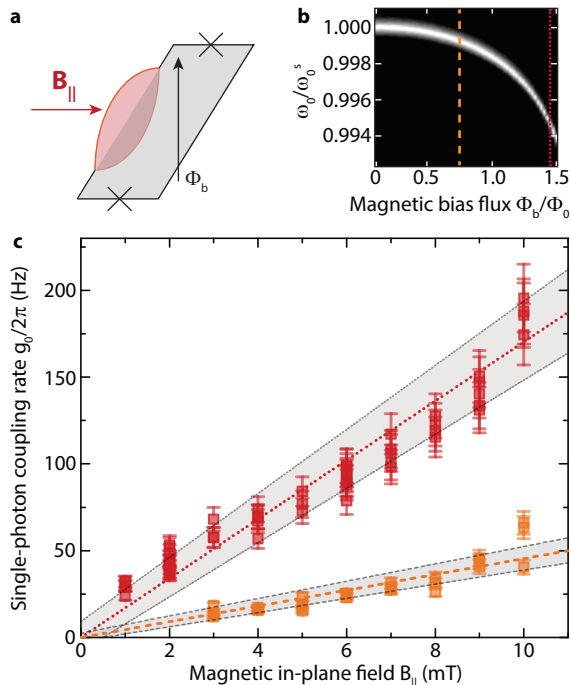 a
B||
Φb
b
ω0/ω0s
1.000
0.998
0.996
0.994
0 0.5 1.0 1.5
Magnetic bias flux Φb/Φ0
c
Single-photon coupling rate g0/2π (Hz)
200
150
100
50
0
0 2 4 6 8 10
Magnetic in-plane field B|| (mT)